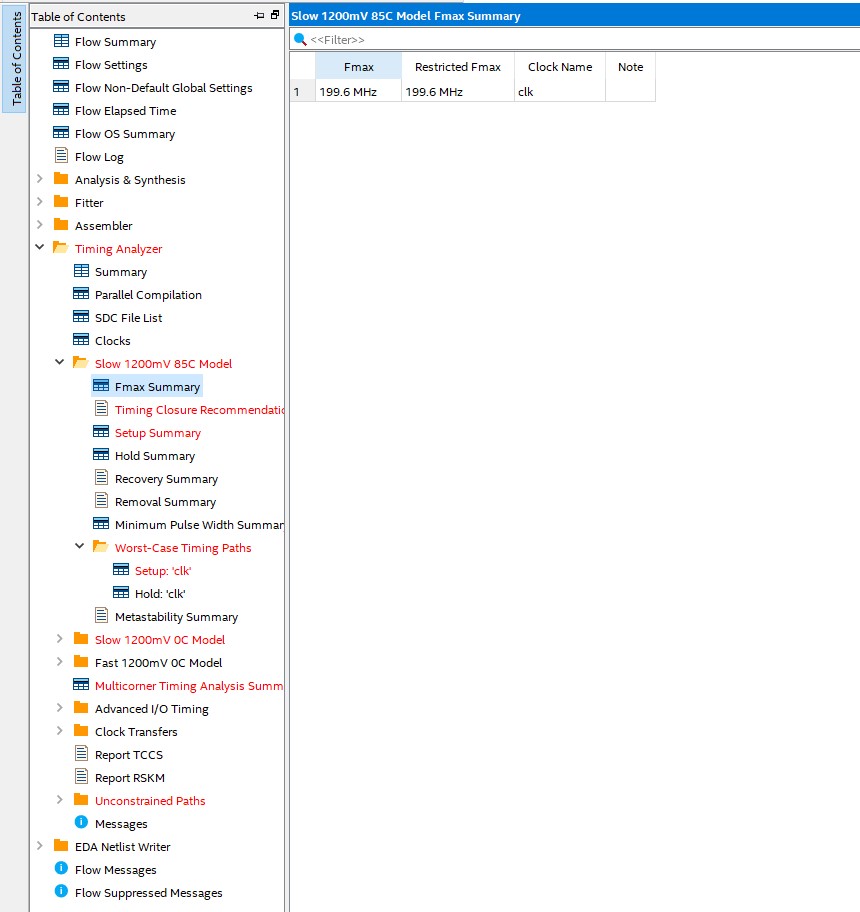 Table of Contents
Table of Contents
Flow Summary
Flow Settings
Flow Non-Default Global Settings
Flow Elapsed Time
Flow OS Summary
Flow Log
Analysis & Synthesis
Fitter
Assembler
Timing Analyzer
Summary
Parallel Compilation
SDC File List
Clocks
Slow 1200mV 85C Model
Fmax Summary
Timing Closure Recommendatio
Setup Summary
Hold Summary
Recovery Summary
Removal Summary
Minimum Pulse Width Summar
Worst-Case Timing Paths
Setup: 'clk'
Hold: 'clk'
Metastability Summary
Slow 1200mV 0C Model
Fast 1200mV 0C Model
Multicorner Timing Analysis Summ
Advanced I/O Timing
Clock Transfers
Report TCCS
Report RSKM
Unconstrained Paths
Messages
EDA Netlist Writer
Flow Messages
Flow Suppressed Messages
Slow 1200mV 85C Model Fmax Summary
<<Filter>>
Fmax Restricted Fmax Clock Name Note
1 199.6 MHz 199.6 MHz clk